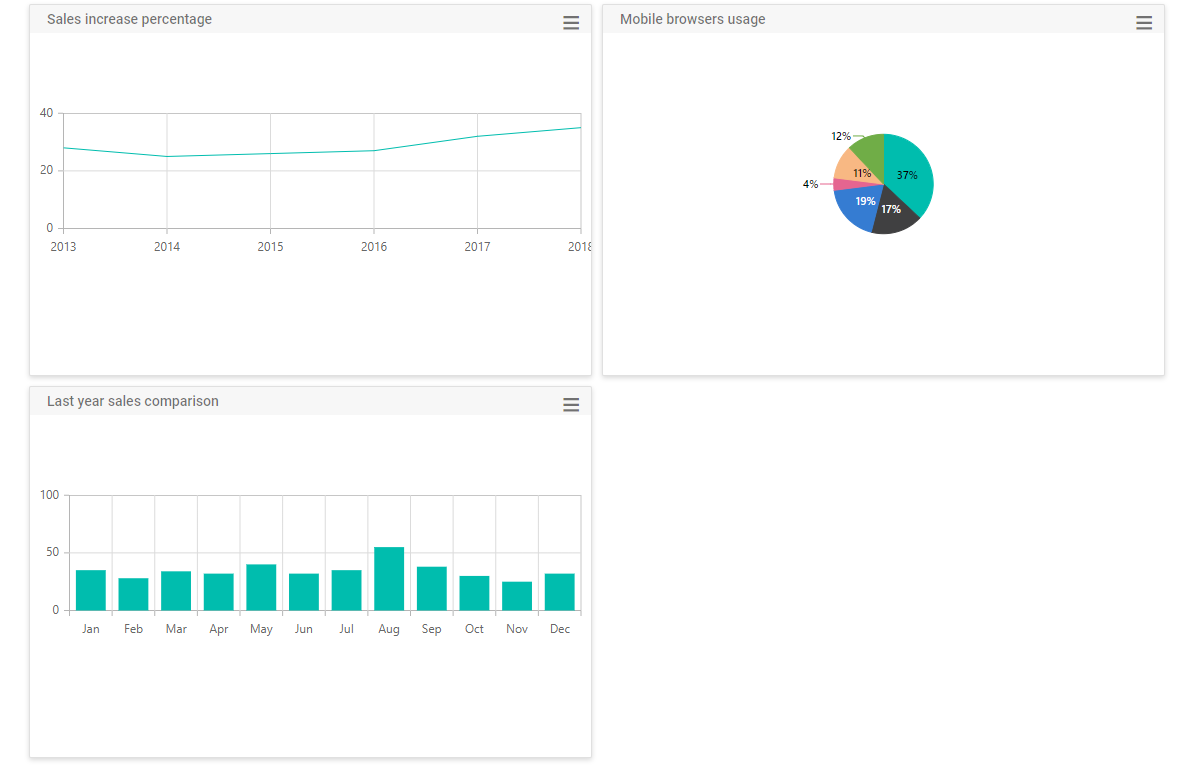 Sales increase percentage
40
20
0
2013 2014 2015 2016 2017 2018
Mobile browsers usage
12%
37%
11%
4%
19%
17%
Last year sales comparison
100
50
0
Jan Feb Mar Apr May Jun Jul Aug Sep Oct Nov Dec